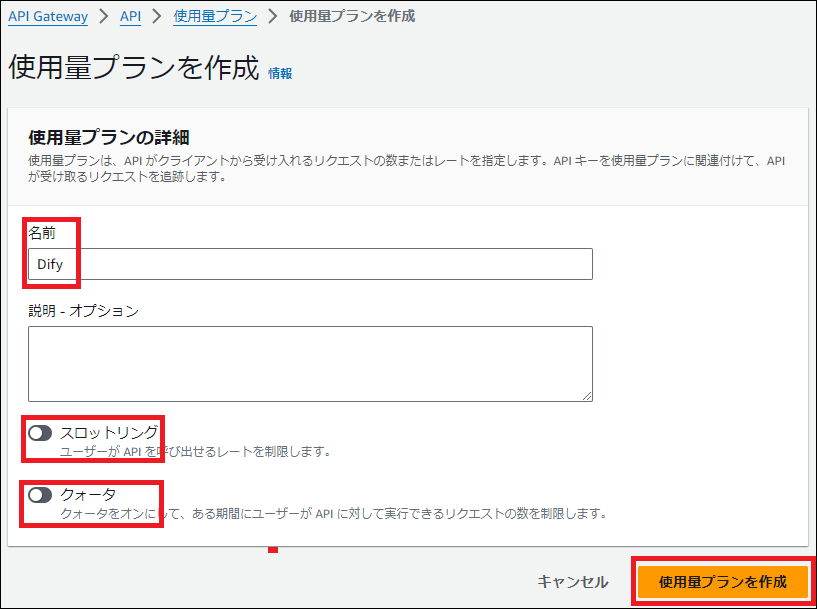 API Gateway > API > 使用量プラン > 使用量プランを作成
使用量プランを作成 情報
使用量プランの詳細
使用量プランは、API がクライアントから受け入れるリクエストの数またはレートを指定します。API キーを使用量プランに関連付けて、API
が受け取るリクエストを追跡します。
名前
Dify
説明 - オプション
スロットリング
ユーザーが API を呼び出せるレートを制限します。
クォータ
クォータをオンにして、ある期間にユーザーが API に対して実行できるリクエストの数を制限します。
キャンセル 使用量プランを作成